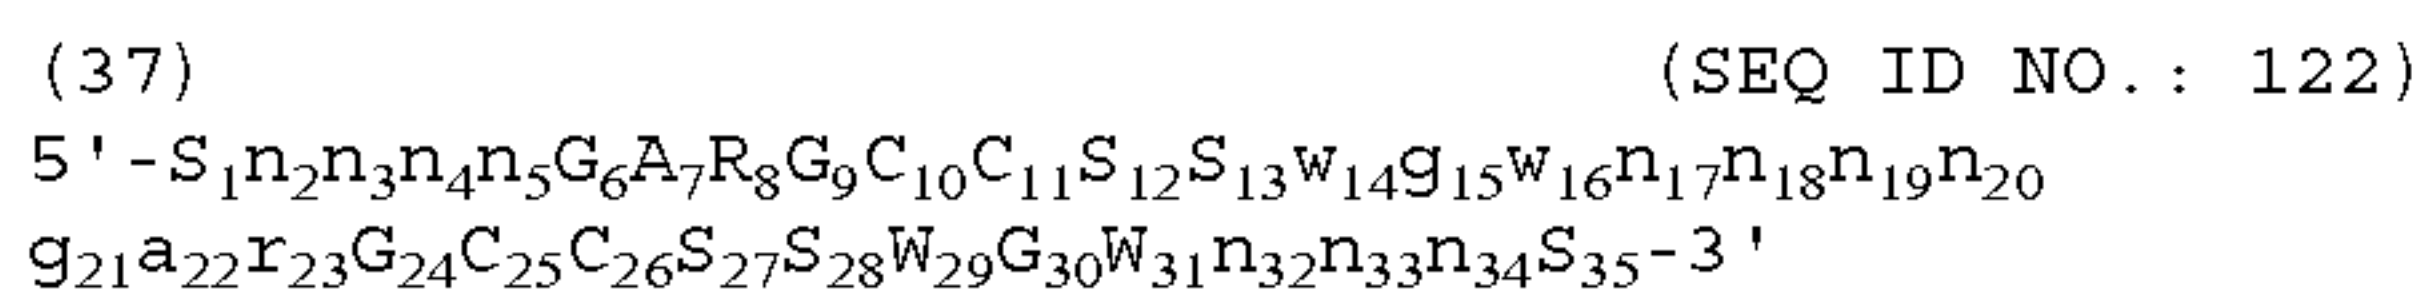 (37) (SEQ ID NO.: 122)
5'-S₁n₂n₃n₄n₅G₆A₇R₈G₉C₁₀C₁₁S₁₂S₁₃w₁₄g₁₅w₁₆n₁₇n₁₈n₁₉n₂₀
g₂₁a₂₂r₂₃G₂₄C₂₅C₂₆S₂₇S₂₈W₂₉G₃₀W₃₁n₃₂n₃₃n₃₄S₃₅-3'